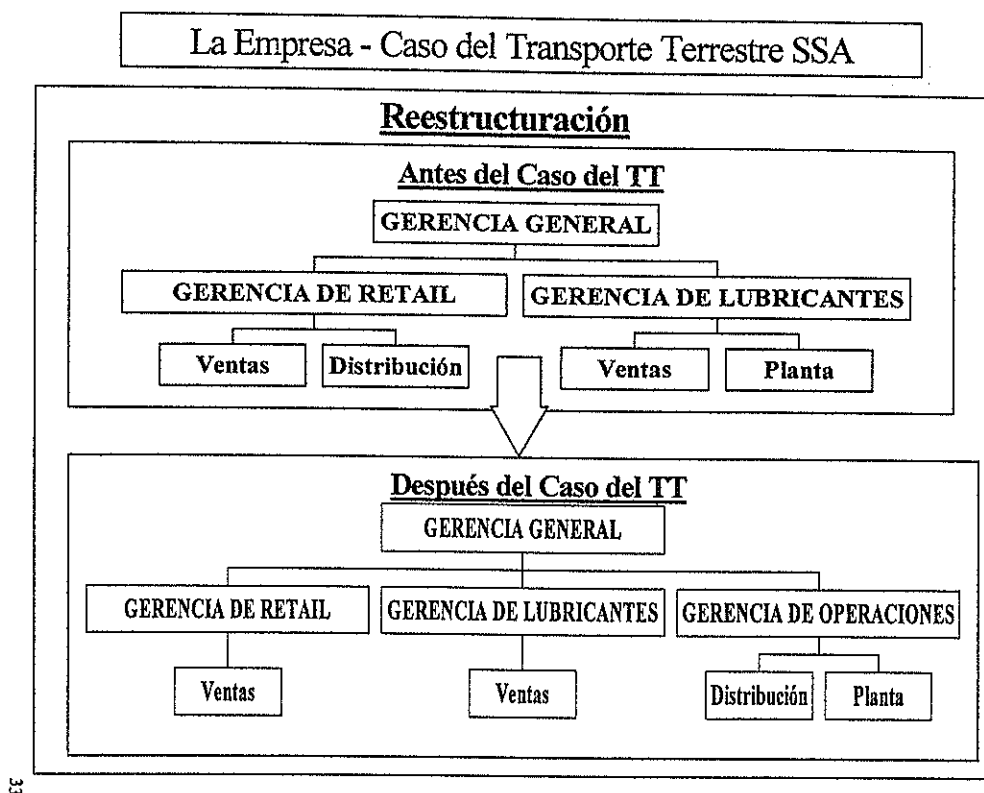 La Empresa - Caso del Transporte Terrestre SSA
Reestructuración
Antes del Caso del TT
GERENCIA GENERAL
GERENCIA DE RETAIL
GERENCIA DE LUBRICANTES
Ventas
Distribución
Ventas
Planta
Después del Caso del TT
GERENCIA GENERAL
GERENCIA DE RETAIL
GERENCIA DE LUBRICANTES
GERENCIA DE OPERACIONES
Ventas
Ventas
Distribución
Planta
33